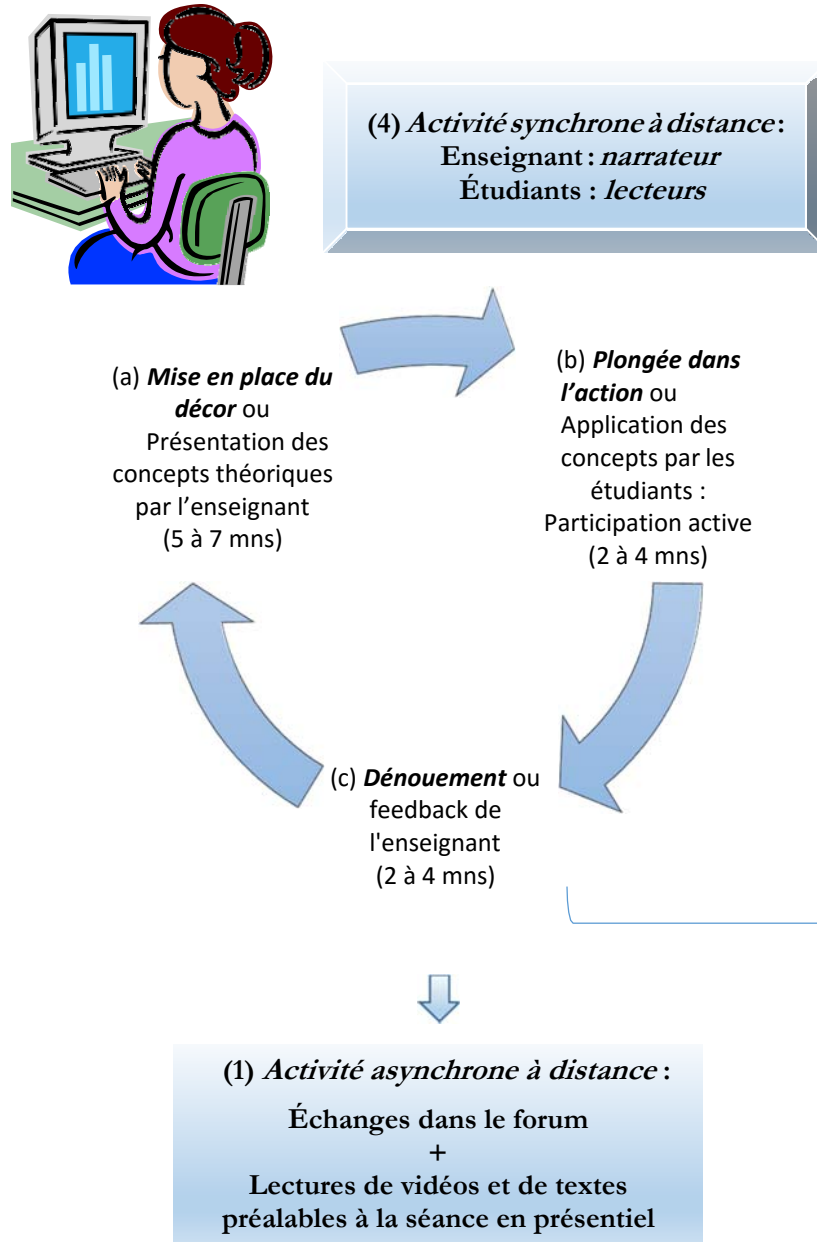 (4) Activité synchrone à distance :
Enseignant : narrateur
Étudiants : lecteurs
(a) Mise en place du
décor ou
Présentation des
concepts théoriques
par l’enseignant
(5 à 7 mns)
(b) Plongée dans
l’action ou
Application des
concepts par les
étudiants :
Participation active
(2 à 4 mns)
(c) Dénouement ou
feedback de
l'enseignant
(2 à 4 mns)
(1) Activité asynchrone à distance :
Échanges dans le forum
+
Lectures de vidéos et de textes
préalables à la séance en présentiel